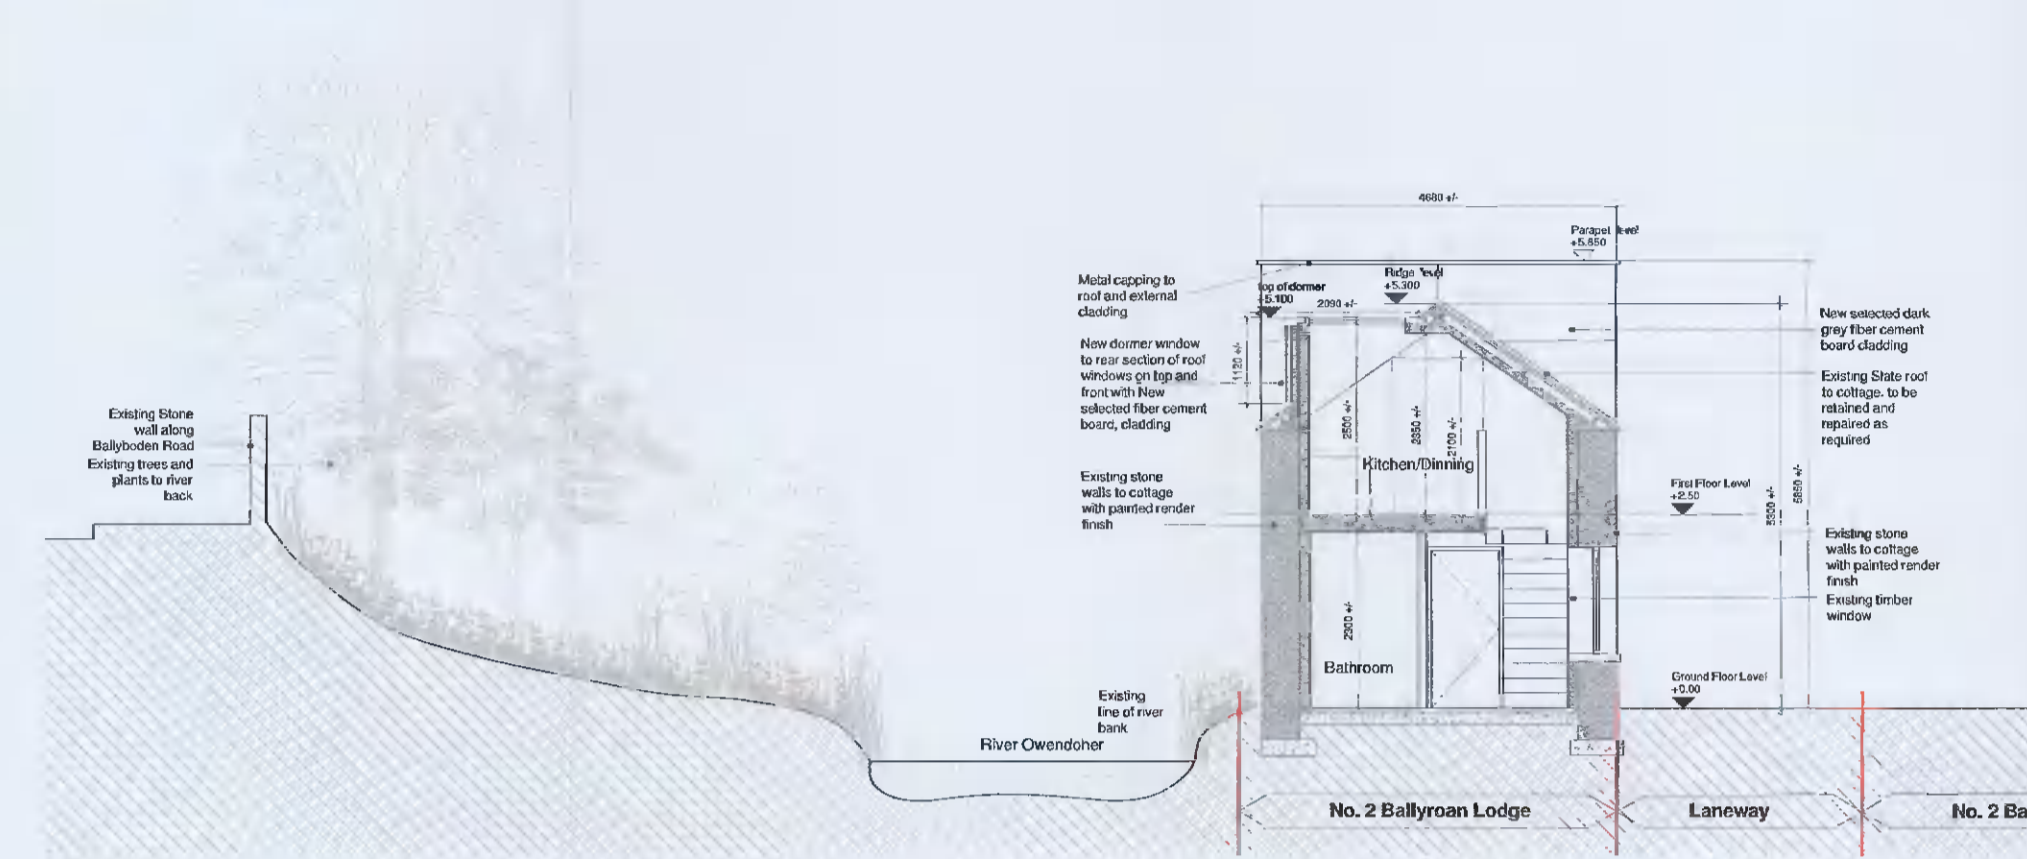 4680 +/-
Parapet level
+5.850
Metal capping to
roof and external
cladding
top of dormer
+5.100
Ridge level
+5.300
2090 +/-
1120 +/-
New dormer window
to rear section of roof
windows on top and
front with New
selected fiber cement
board, cladding
New selected dark
grey fiber cement
board cladding
Existing Slate roof
to cottage. to be
retained and
repaired as
required
Existing Stone
wall along
Ballyboden Road
Existing trees and
plants to river
back
2500 +/-
2350 +/-
2100 +/-
Kitchen/Dinning
Existing stone
walls to cottage
with painted render
finish
First Floor Level
+2.50
5300 +/-
5850 +/-
Existing stone
walls to cottage
with painted render
finish
Existing timber
window
2300 +/-
Bathroom
Ground Floor Level
+0.00
Existing
line of river
bank
River Owendoher
No. 2 Ballyroan Lodge
Laneway
No. 2 Ba